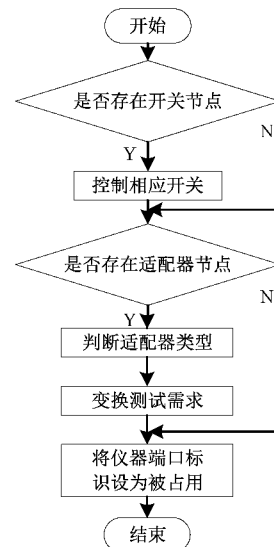 开始
是否存在开关节点
N
Y
控制相应开关
是否存在适配器节点
N
Y
判断适配器类型
变换测试需求
将仪器端口标
识设为被占用
结束